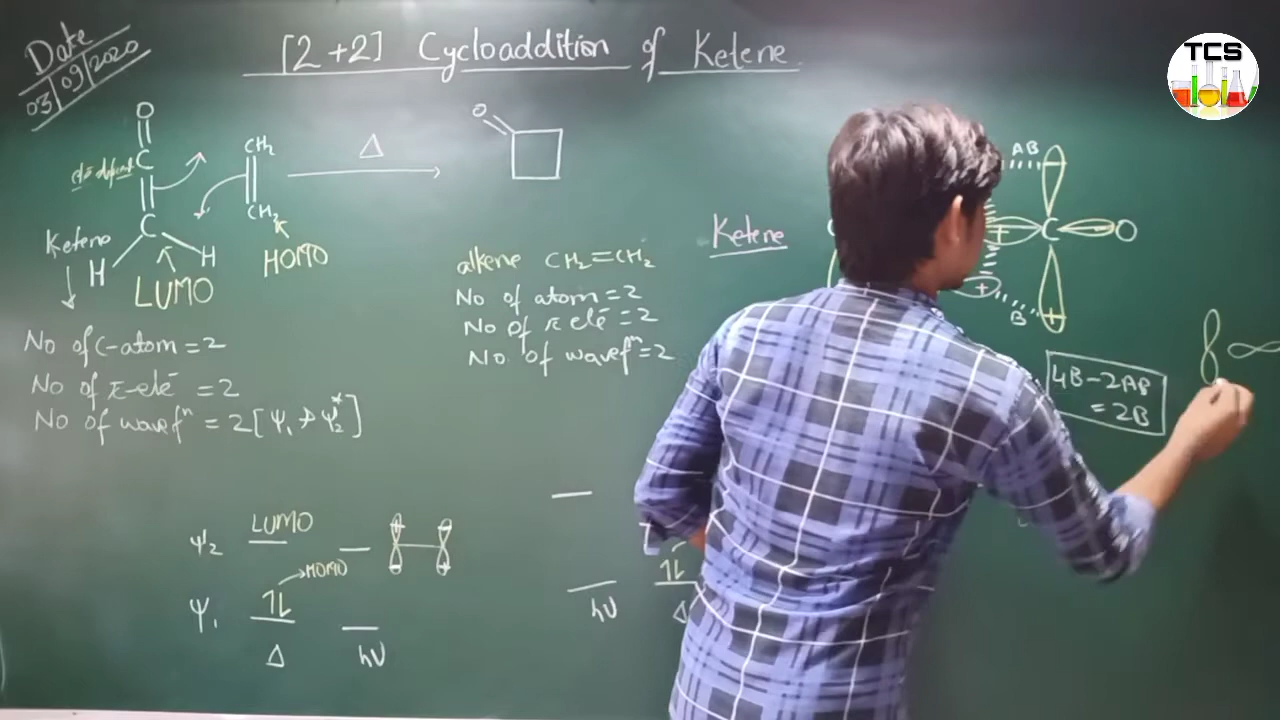 Date
03/09/2020
[2+2] Cycloaddition of Ketene
TCS
O
C
C
H H
Ketene
LUMO
CH₂
CH₂
HOMO
Δ
O
No of C-atom = 2
No of π-ele⁻ = 2
No of wavefⁿ = 2 [ψ₁ → ψ₂*]
alkene CH₂=CH₂
No of atom = 2
No of π ele⁻ = 2
No. of wavefⁿ = 2
Ketene
AB
C
O
+
+
B
+
4B-2AB
= 2B
ψ₂ LUMO
HOMO
ψ₁ 1L
Δ hν
hν
1L
Δ